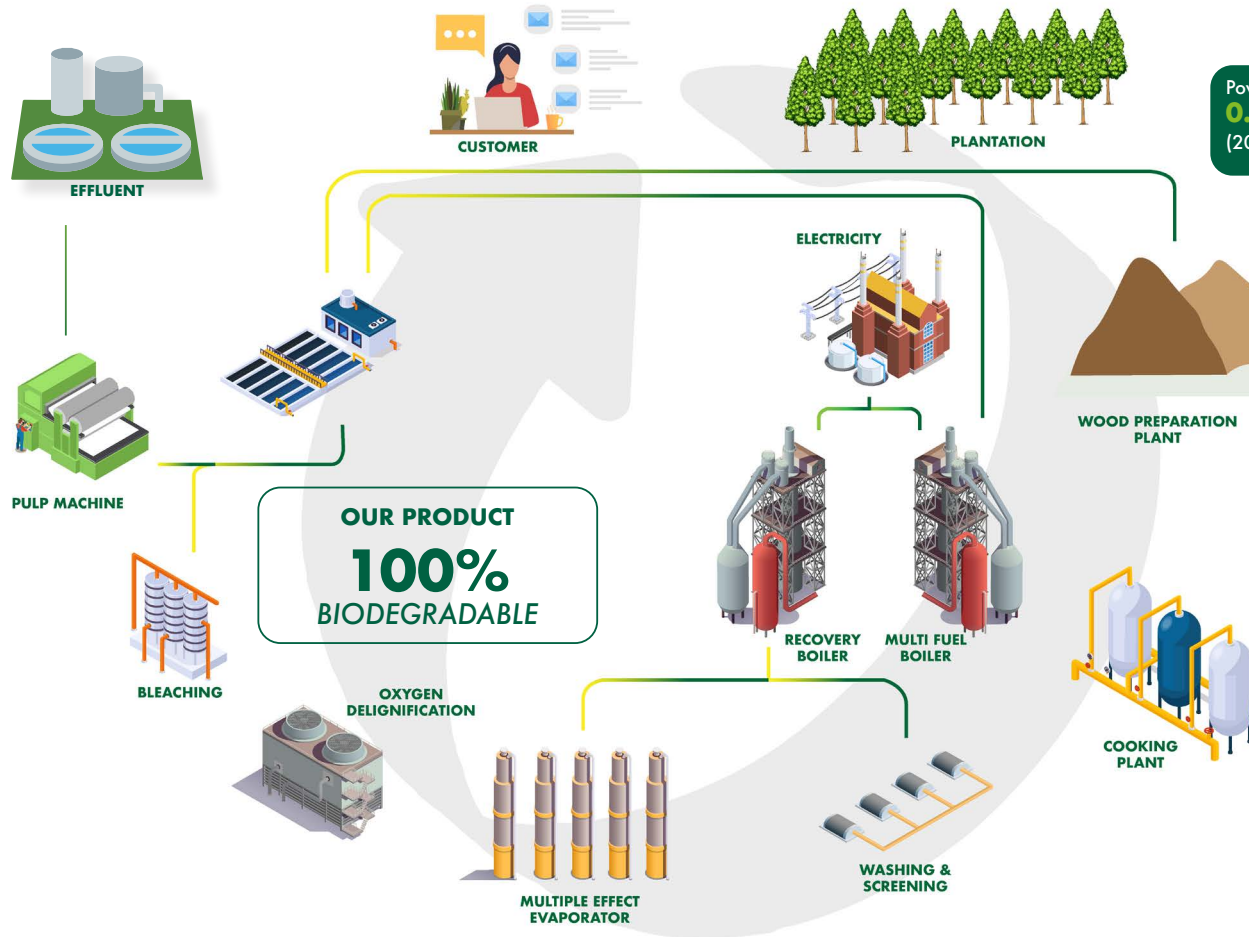 CUSTOMER
PLANTATION
EFFLUENT
ELECTRICITY
WOOD PREPARATION
PLANT
PULP MACHINE
OUR PRODUCT
100%
BIODEGRADABLE
RECOVERY
BOILER
MULTI FUEL
BOILER
BLEACHING
OXYGEN
DELIGNIFICATION
COOKING
PLANT
WASHING &
SCREENING
MULTIPLE EFFECT
EVAPORATOR